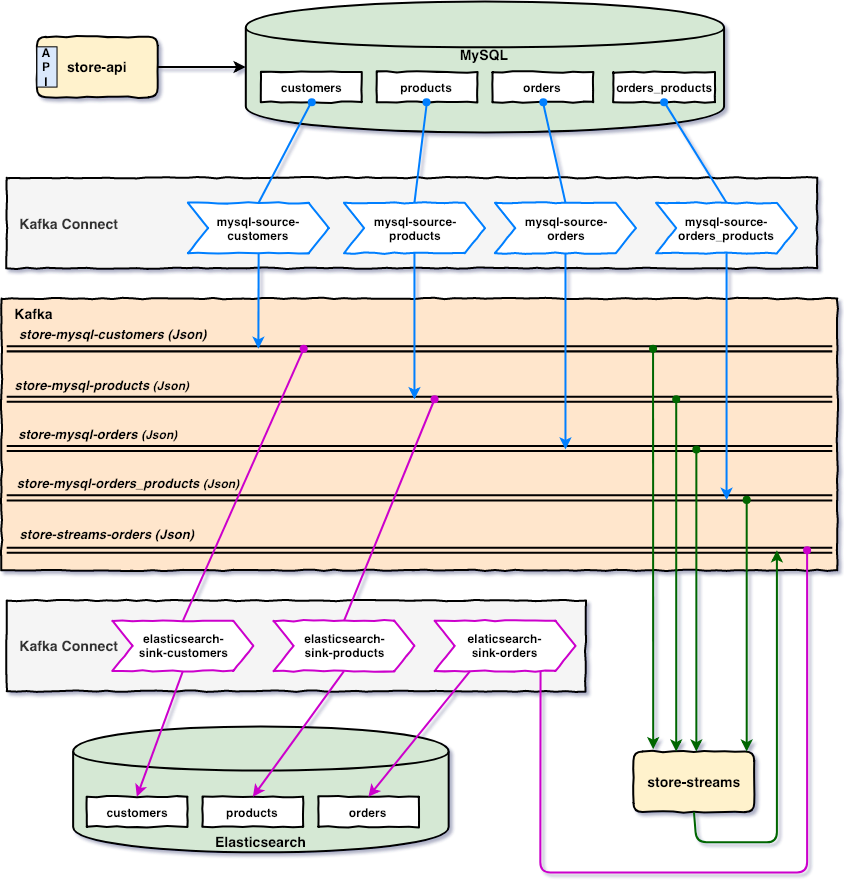 MySQL
A
P
I
store-api
customers
products
orders
orders_products
Kafka Connect
mysql-source-
customers
mysql-source-
products
mysql-source-
orders
mysql-source-
orders_products
Kafka
store-mysql-customers (Json)
store-mysql-products (Json)
store-mysql-orders (Json)
store-mysql-orders_products (Json)
store-streams-orders (Json)
Kafka Connect
elasticsearch-
sink-customers
elasticsearch-
sink-products
elaticsearch-
sink-orders
store-streams
customers
products
orders
Elasticsearch